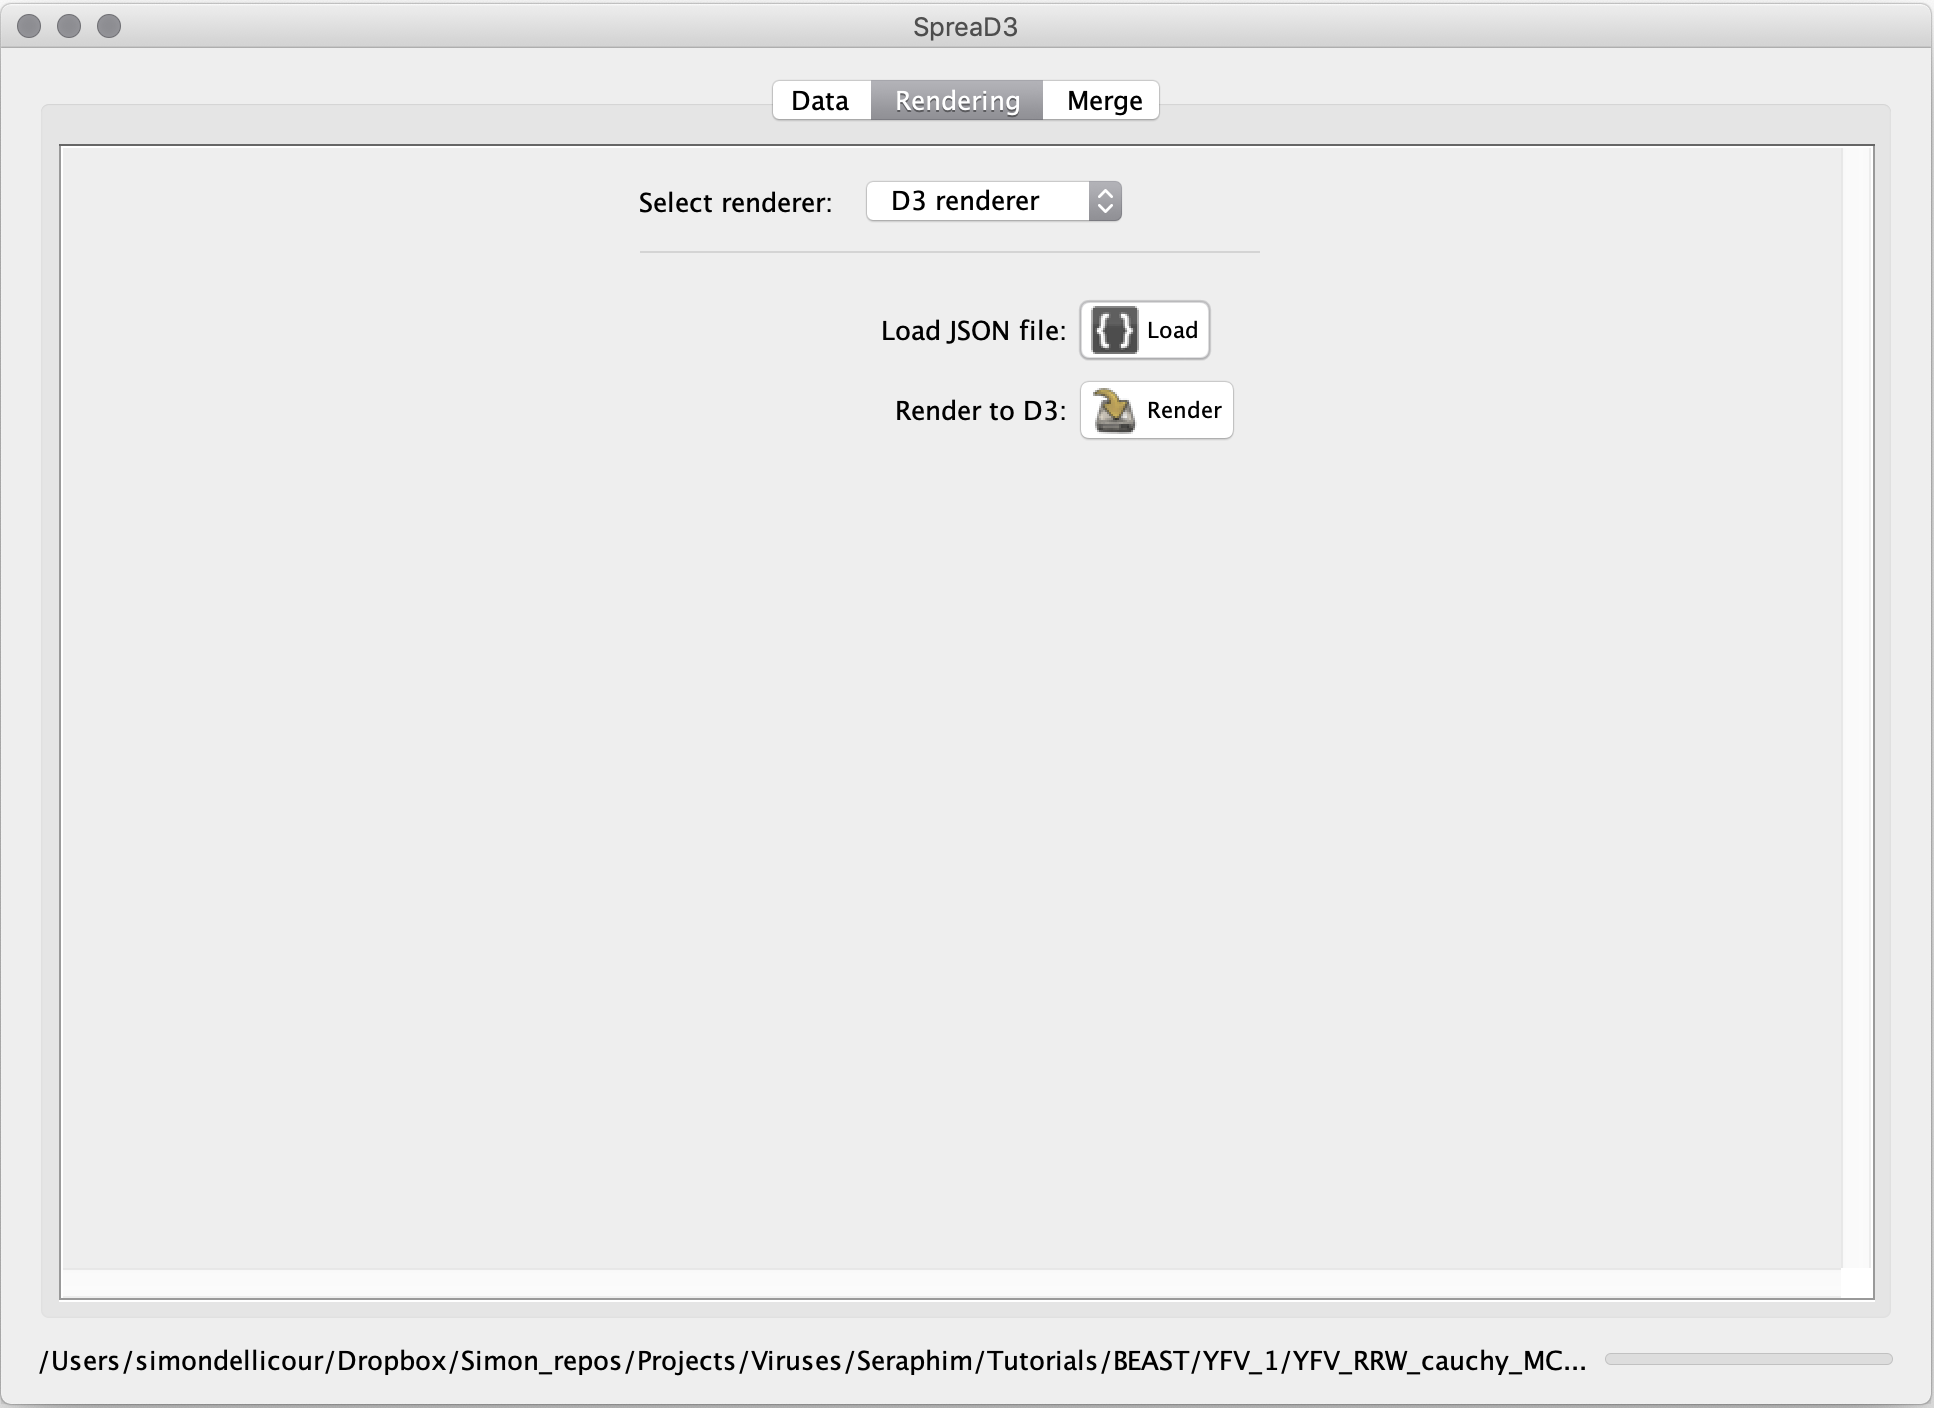 SpreaD3
Data Rendering Merge
Select renderer: D3 renderer
Load JSON file: {} Load
Render to D3: Render
/Users/simondellicour/Dropbox/Simon_repos/Projects/Viruses/Seraphim/Tutorials/BEAST/YFV_1/YFV_RRW_cauchy_MC...